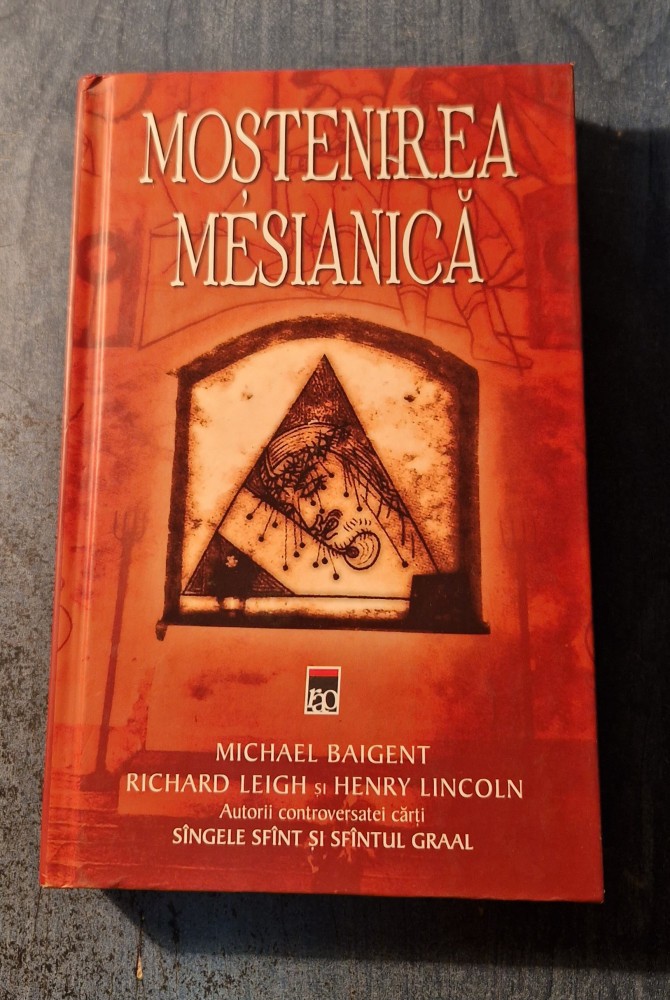 MOȘTENIREA
MESIANICĂ
rao
MICHAEL BAIGENT
RICHARD LEIGH și HENRY LINCOLN
Autorii controversatei cărți
SÎNGELE SFÎNT ȘI SFÎNTUL GRAAL